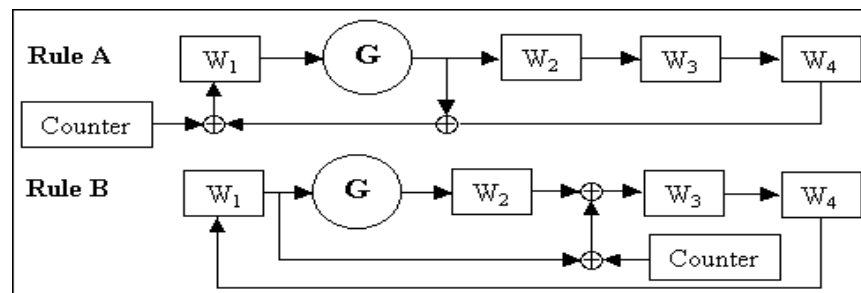 Rule A W₁ G W₂ W₃ W₄
Counter
Rule B W₁ G W₂ W₃ W₄
Counter